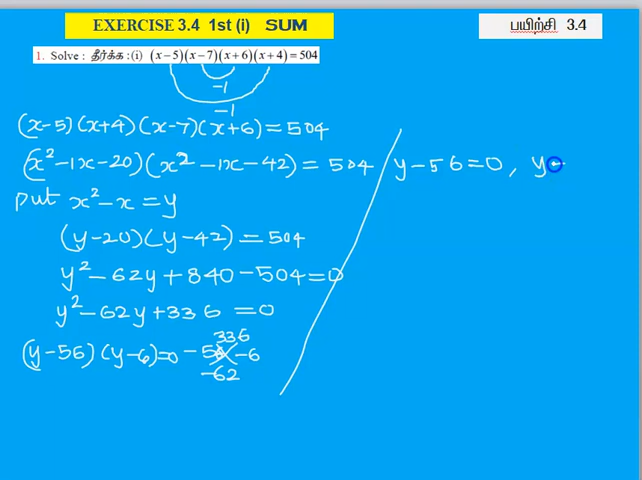 EXERCISE 3.4 1st (i) SUM
பயிற்சி 3.4
1. Solve : தீர்க்க : (i) (x−5)(x−7)(x+6)(x+4)=504
-1
-1
(x-5)(x+4)(x-7)(x+6)=504
(x²-1x-20)(x²-1x-42)=504
put x²-x=y
(y-20)(y-42)=504
y²-62y+840-504=0
y²-62y+336=0
(y-56)(y-6)=0
336
-56 -6
-62
y-56=0, y-